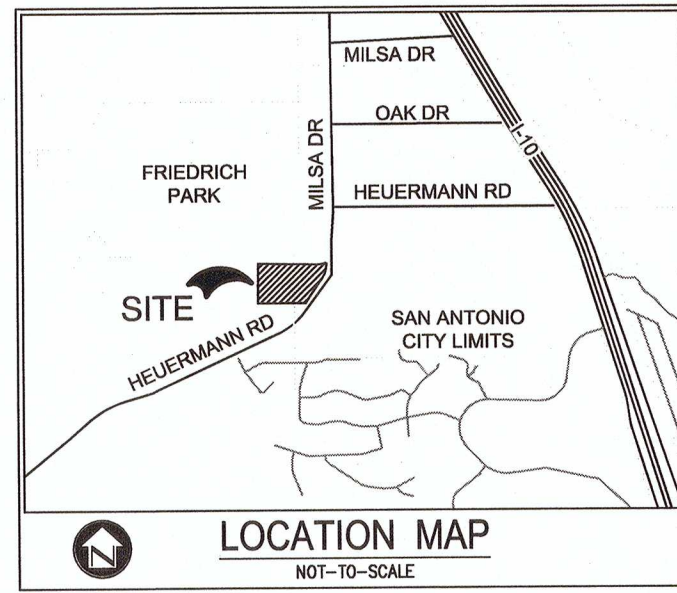 MILSA DR
OAK DR
I-10
MILSA DR
FRIEDRICH
PARK
HEUERMANN RD
SITE
SAN ANTONIO
CITY LIMITS
HEUERMANN RD
N
LOCATION MAP
NOT-TO-SCALE